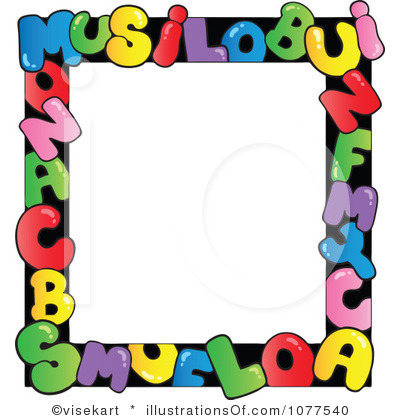 MUSiLOBUi
O
N
A
C
B
N
F
M
Y
C
SMUFLOA
©visekart • illustrationsOf.com/1077540